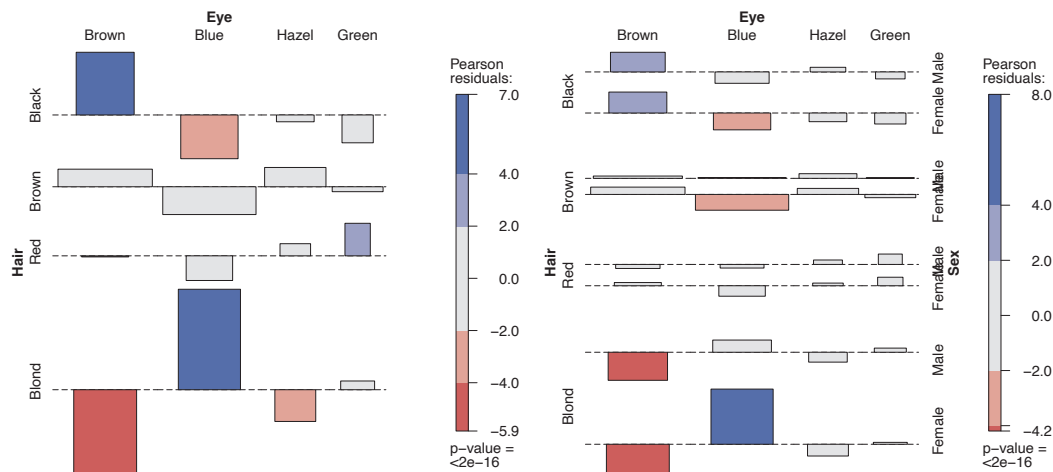 Eye
Brown Blue Hazel Green
Hair
Black
Brown
Red
Blond
Pearson
residuals:
7.0
4.0
2.0
0.0
−2.0
−4.0
−5.9
p−value =
<2e−16
Eye
Brown Blue Hazel Green
Hair
Black
Brown
Red
Blond
Sex
Male
Female
Male
Female
Male
Female
Male
Female
Pearson
residuals:
8.0
4.0
2.0
0.0
−2.0
−4.2
p−value =
<2e−16